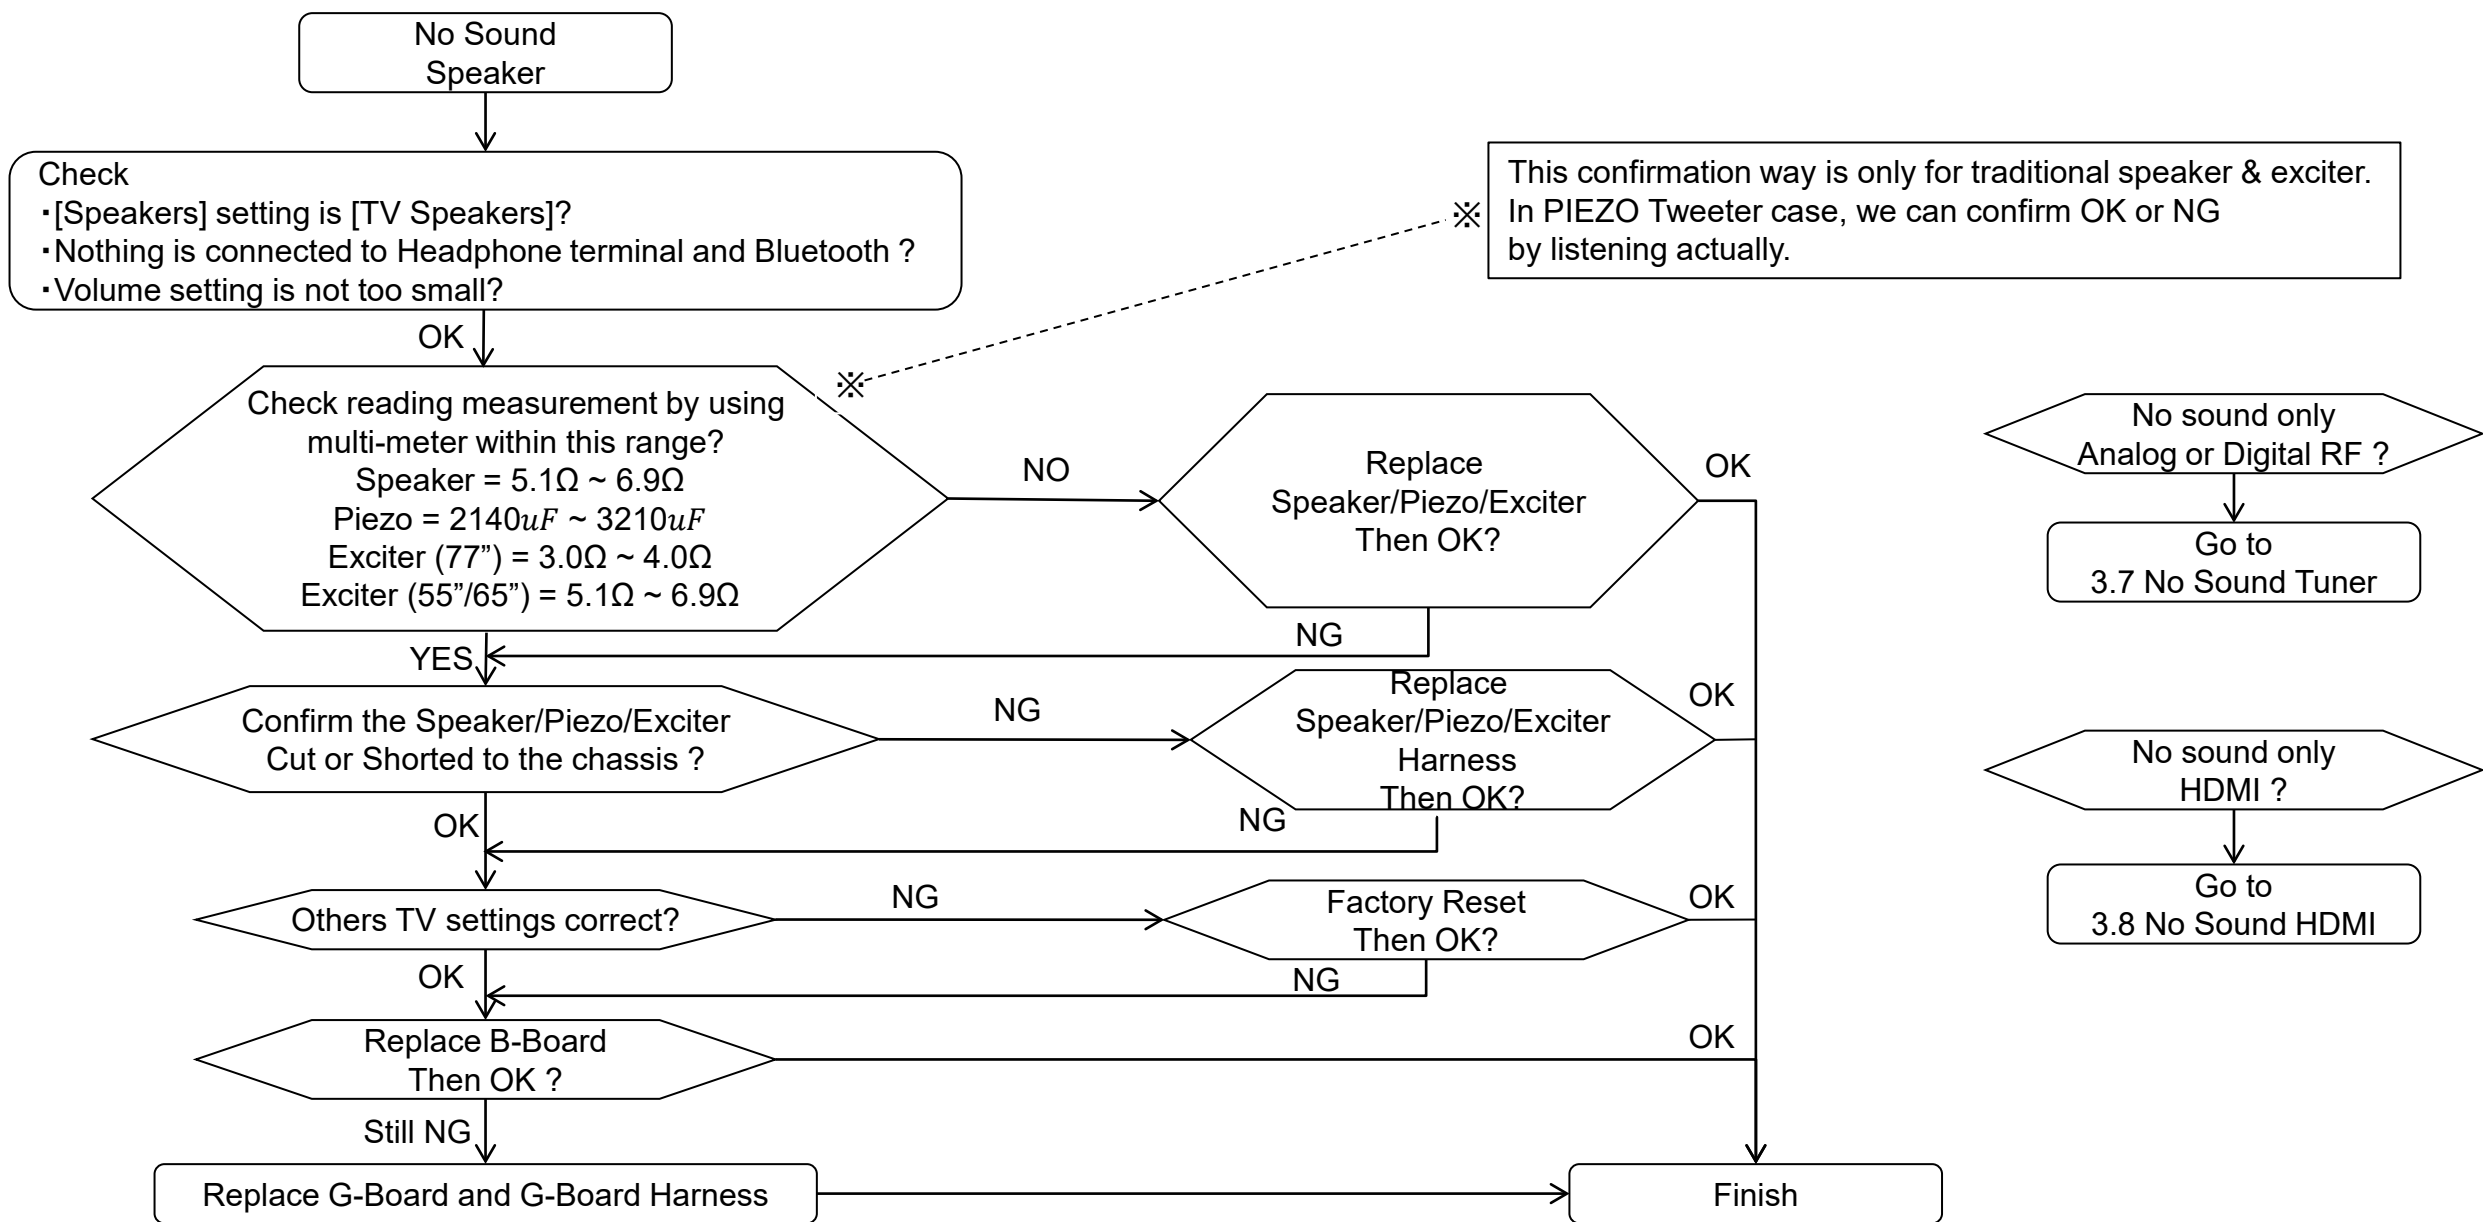 No Sound
Speaker
Check
・[Speakers] setting is [TV Speakers]?
・Nothing is connected to Headphone terminal and Bluetooth ?
・Volume setting is not too small?
※
This confirmation way is only for traditional speaker & exciter.
In PIEZO Tweeter case, we can confirm OK or NG
by listening actually.
OK
※
Check reading measurement by using
multi-meter within this range?
Speaker = 5.1Ω ~ 6.9Ω
Piezo = 2140uF ~ 3210uF
Exciter (77”) = 3.0Ω ~ 4.0Ω
Exciter (55”/65”) = 5.1Ω ~ 6.9Ω
NO
Replace
Speaker/Piezo/Exciter
Then OK?
OK
NG
YES
Confirm the Speaker/Piezo/Exciter
Cut or Shorted to the chassis ?
NG
Replace
Speaker/Piezo/Exciter
Harness
Then OK?
OK
NG
OK
Others TV settings correct?
NG
Factory Reset
Then OK?
OK
NG
OK
Replace B-Board
Then OK ?
OK
Still NG
Replace G-Board and G-Board Harness
Finish
No sound only
Analog or Digital RF ?
Go to
3.7 No Sound Tuner
No sound only
HDMI ?
Go to
3.8 No Sound HDMI